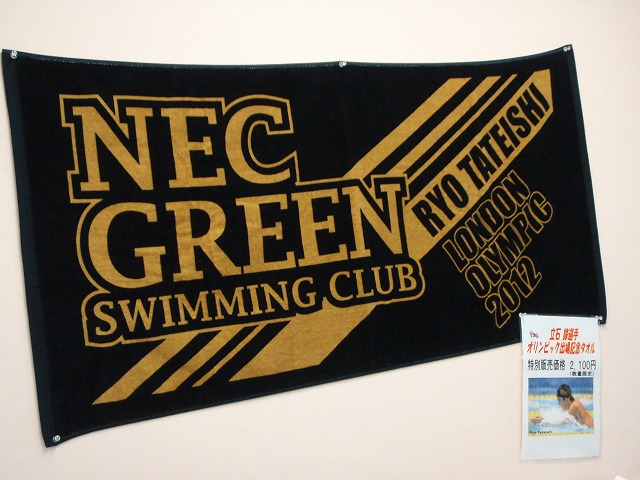 NEC
GREEN
SWIMMING CLUB
RYO TATEISHI
LONDON
OLYMPIC
2012
立石 諒選手
オリンピック出場記念タオル
特別販売価格 2,100円
(数量限定)
Ryo Tateishi